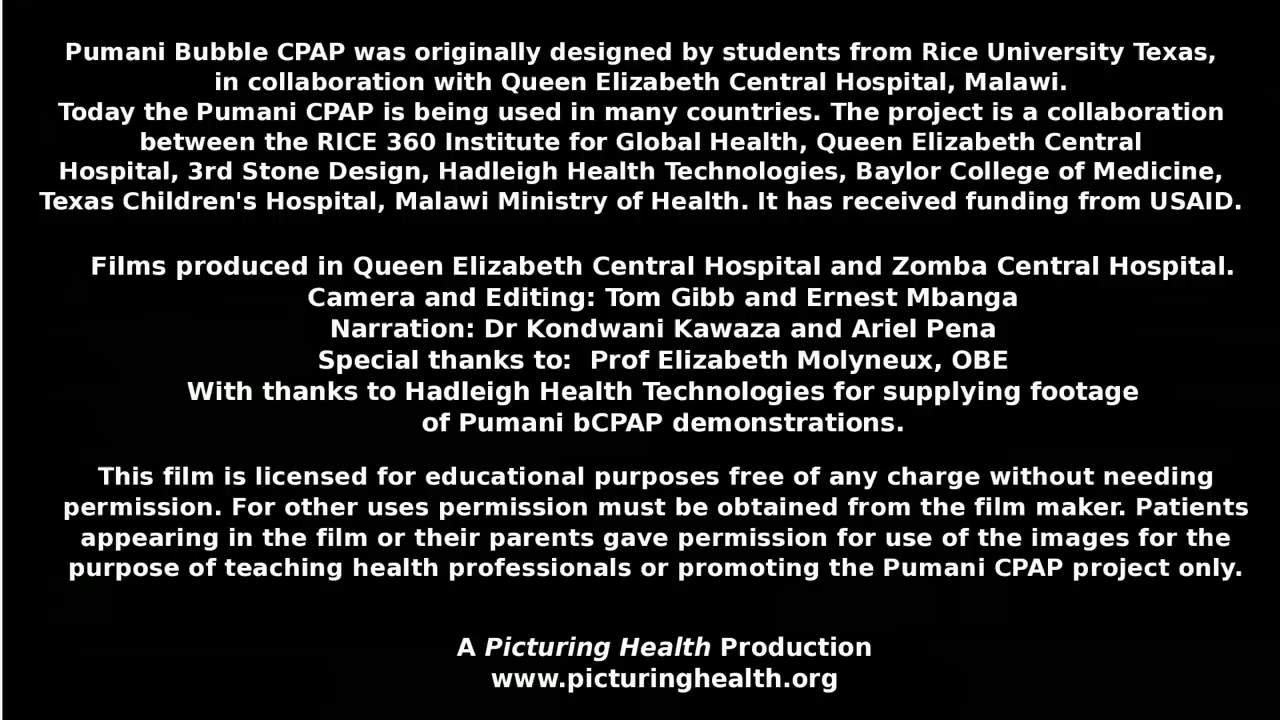 Pumani Bubble CPAP was originally designed by students from Rice University Texas,
in collaboration with Queen Elizabeth Central Hospital, Malawi.
Today the Pumani CPAP is being used in many countries. The project is a collaboration
between the RICE 360 Institute for Global Health, Queen Elizabeth Central
Hospital, 3rd Stone Design, Hadleigh Health Technologies, Baylor College of Medicine,
Texas Children's Hospital, Malawi Ministry of Health. It has received funding from USAID.
Films produced in Queen Elizabeth Central Hospital and Zomba Central Hospital.
Camera and Editing: Tom Gibb and Ernest Mbanga
Narration: Dr Kondwani Kawaza and Ariel Pena
Special thanks to:  Prof Elizabeth Molyneux, OBE
With thanks to Hadleigh Health Technologies for supplying footage
of Pumani bCPAP demonstrations.
This film is licensed for educational purposes free of any charge without needing
permission. For other uses permission must be obtained from the film maker. Patients
appearing in the film or their parents gave permission for use of the images for the
purpose of teaching health professionals or promoting the Pumani CPAP project only.
A Picturing Health Production
www.picturinghealth.org